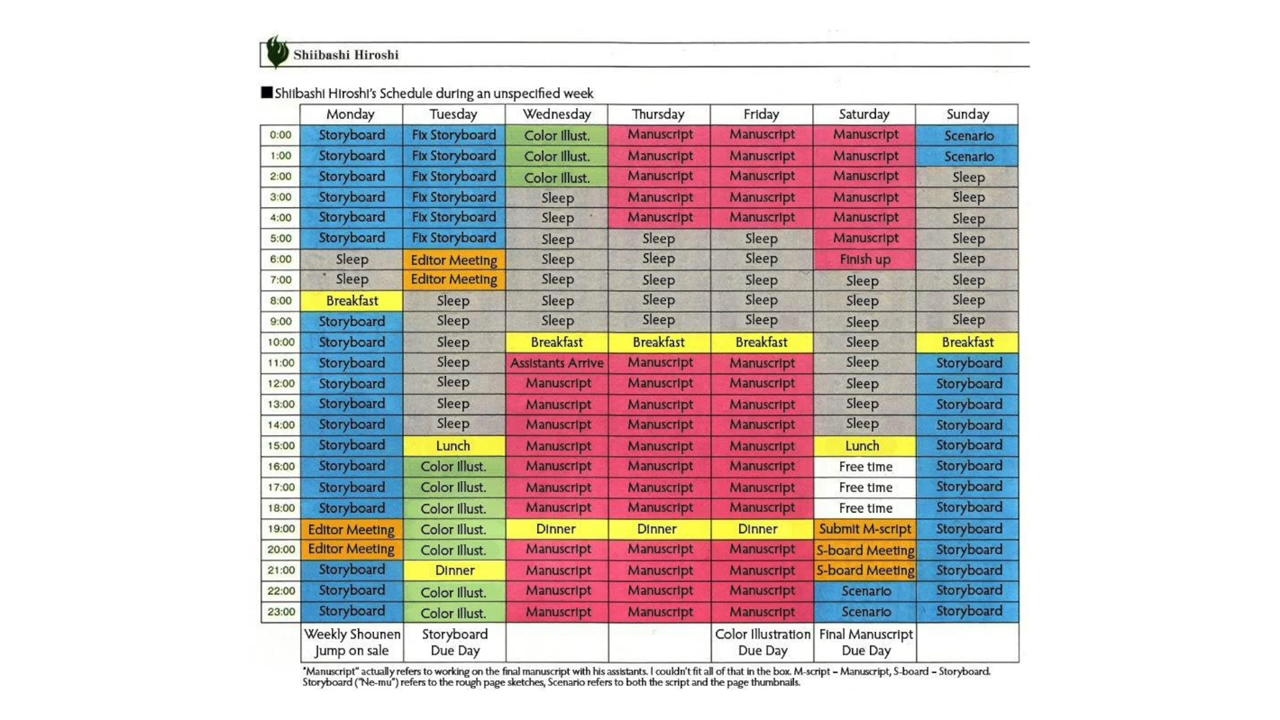 Shiibashi Hiroshi
Shiibashi Hiroshi's Schedule during an unspecified week
Monday Tuesday Wednesday Thursday Friday Saturday Sunday
0:00 Storyboard Fix Storyboard Color Illust. Manuscript Manuscript Manuscript Scenario
1:00 Storyboard Fix Storyboard Color Illust. Manuscript Manuscript Manuscript Scenario
2:00 Storyboard Fix Storyboard Color Illust. Manuscript Manuscript Manuscript Sleep
3:00 Storyboard Fix Storyboard Sleep Manuscript Manuscript Manuscript Sleep
4:00 Storyboard Fix Storyboard Sleep Manuscript Manuscript Manuscript Sleep
5:00 Storyboard Fix Storyboard Sleep Sleep Sleep Manuscript Sleep
6:00 Sleep Editor Meeting Sleep Sleep Sleep Finish up Sleep
7:00 Sleep Editor Meeting Sleep Sleep Sleep Sleep Sleep
8:00 Breakfast Sleep Sleep Sleep Sleep Sleep Sleep
9:00 Storyboard Sleep Sleep Sleep Sleep Sleep Sleep
10:00 Storyboard Sleep Breakfast Breakfast Breakfast Sleep Breakfast
11:00 Storyboard Sleep Assistants Arrive Manuscript Manuscript Sleep Storyboard
12:00 Storyboard Sleep Manuscript Manuscript Manuscript Sleep Storyboard
13:00 Storyboard Sleep Manuscript Manuscript Manuscript Sleep Storyboard
14:00 Storyboard Sleep Manuscript Manuscript Manuscript Sleep Storyboard
15:00 Storyboard Lunch Manuscript Manuscript Manuscript Lunch Storyboard
16:00 Storyboard Color Illust. Manuscript Manuscript Manuscript Free time Storyboard
17:00 Storyboard Color Illust. Manuscript Manuscript Manuscript Free time Storyboard
18:00 Storyboard Color Illust. Manuscript Manuscript Manuscript Free time Storyboard
19:00 Editor Meeting Color Illust. Dinner Dinner Dinner Submit M-script Storyboard
20:00 Editor Meeting Color Illust. Manuscript Manuscript Manuscript S-board Meeting Storyboard
21:00 Storyboard Dinner Manuscript Manuscript Manuscript S-board Meeting Storyboard
22:00 Storyboard Color Illust. Manuscript Manuscript Manuscript Scenario Storyboard
23:00 Storyboard Color Illust. Manuscript Manuscript Manuscript Scenario Storyboard
Weekly Shounen Storyboard Color Illustration Final Manuscript
Jump on sale Due Day Due Day Due Day
"Manuscript" actually refers to working on the final manuscript with his assistants. I couldn't fit all of that in the box. M-script – Manuscript, S-board – Storyboard.
Storyboard ("Ne-mu") refers to the rough page sketches, Scenario refers to both the script and the page thumbnails.